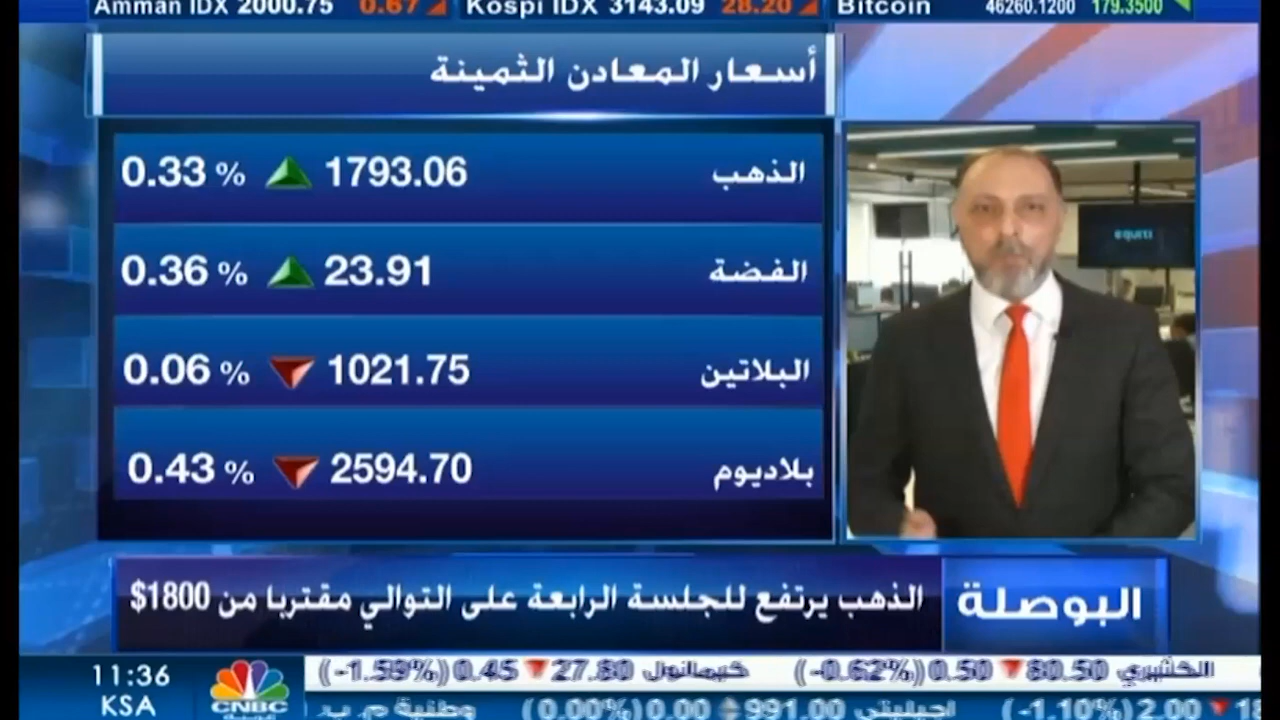 Amman IDX 2000.75 0.67 Kospi IDX 3143.09 28.20 Bitcoin 46260.1200 179.3500
أسعار المعادن الثمينة
الذهب 1793.06 0.33 %
الفضة 23.91 0.36 %
البلاتين 1021.75 0.06 %
بلاديوم 2594.70 0.43 %
equiti
البوصلة
الذهب يرتفع للجلسة الرابعة على التوالي مقتربا من 1800$
11:36
KSA
CNBC
عربية
80.50 0.50 (-0.62%) كيمانول 27.80 0.45 (-1.59%)
2.00 (-1.10%) اجيليتي 991.00 0.00 (0.00%) وطنية